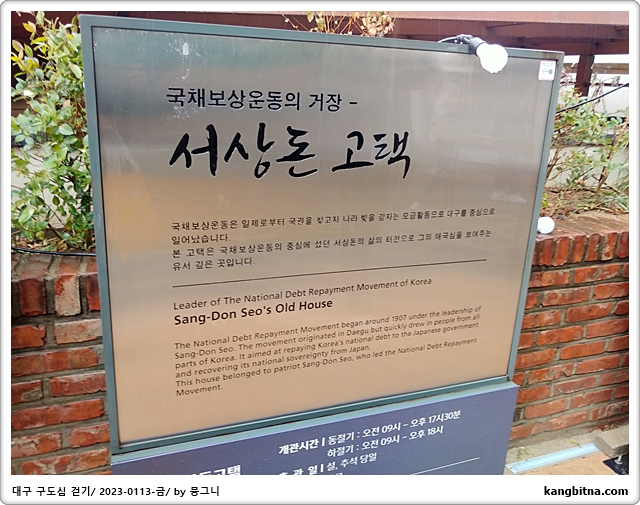 국채보상운동의 거장 –
서상돈 고택
국채보상운동은 일제로부터 국권을 찾고자 나라 빚을 갚자는 모금활동으로 대구를 중심으로
일어났습니다.
본 고택은 국채보상운동의 중심에 섰던 서상돈의 삶의 터전으로 그의 애국심을 보여주는
유서 깊은 곳입니다.
Leader of The National Debt Repayment Movement of Korea
Sang-Don Seo's Old House
The National Debt Repayment Movement began around 1907 under the leadership of
Sang-Don Seo. The movement originated in Daegu but quickly drew in people from all
parts of Korea. It aimed at repaying Korea's national debt to the Japanese government
and recovering its national sovereignty from Japan.
This house belonged to patriot Sang-Don Seo, who led the National Debt Repayment
Movement.
개관시간 | 동절기 : 오전 09시 – 오후 17시30분
하절기 : 오전 09시 – 오후 18시
돈고택
휴 관 일 | 설, 추석 당일
대구 구도심 걷기/ 2023-0113-금/ by 몽그니
kangbitna.com